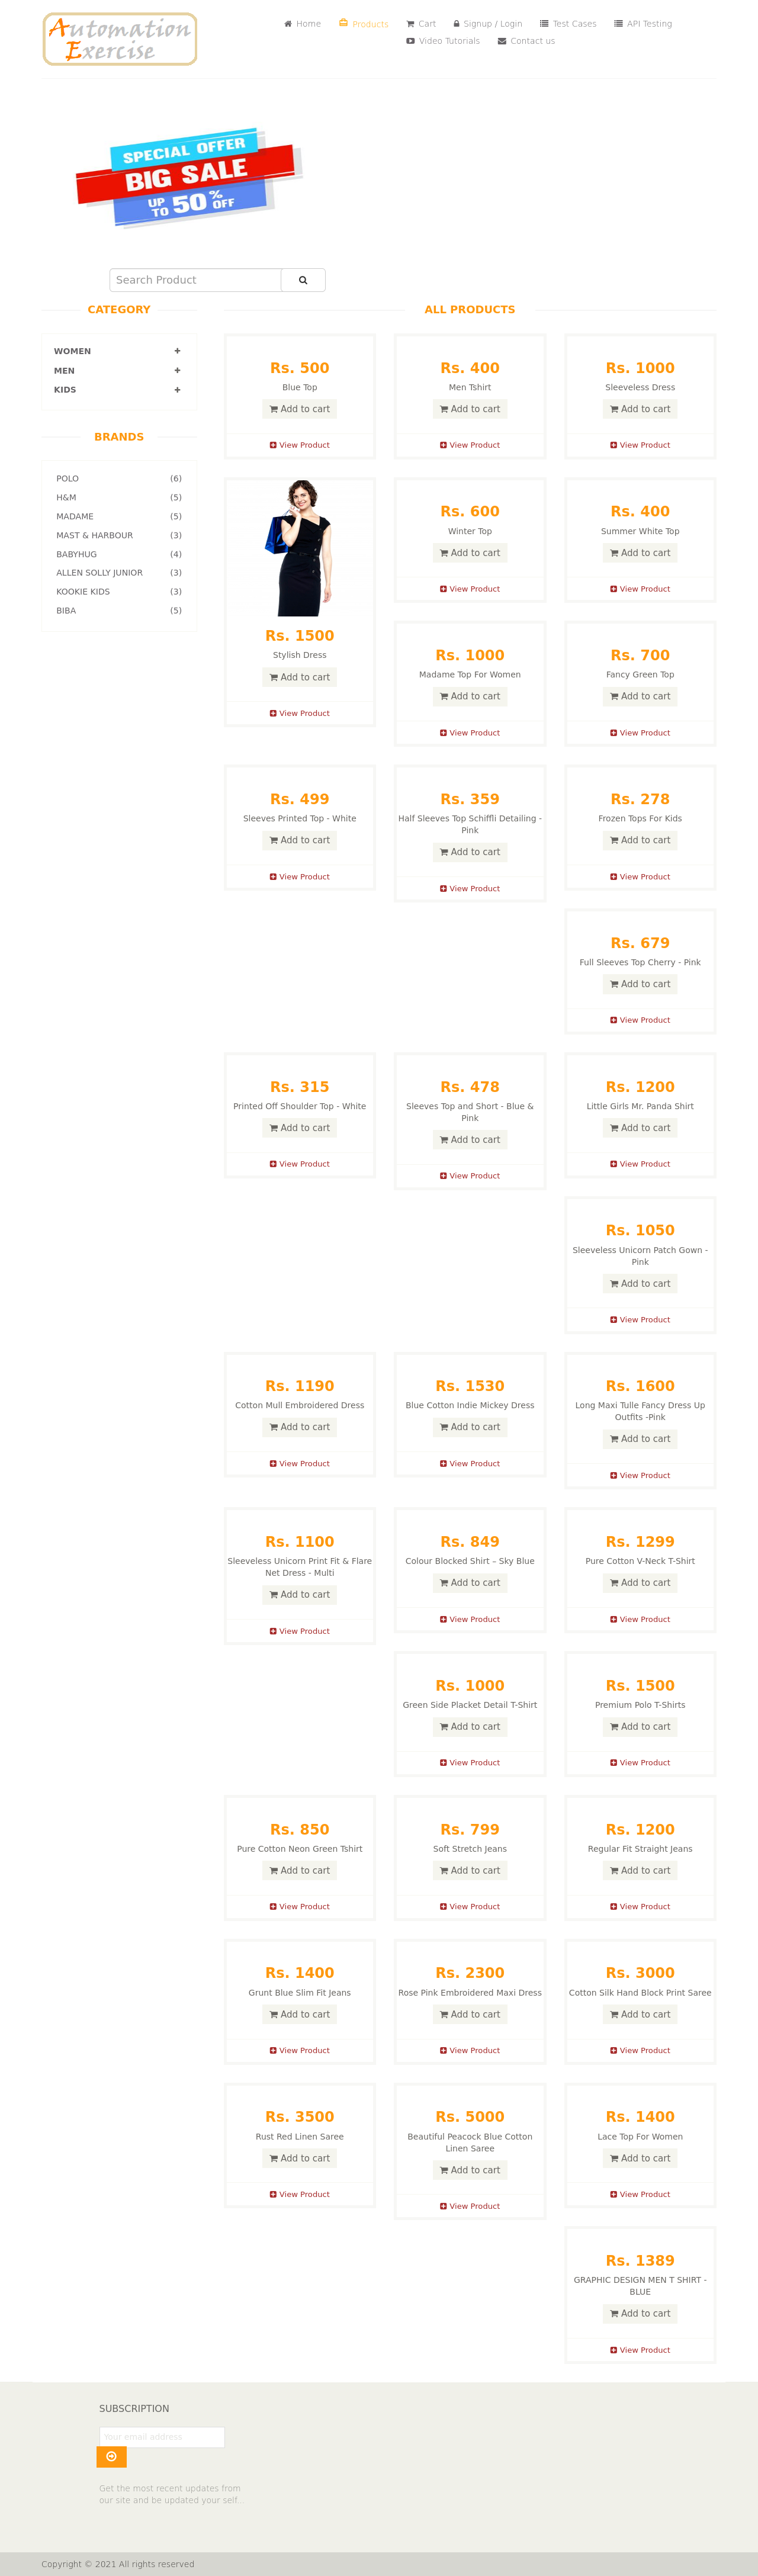 Automation
Exercise
Home
Products
Cart
Signup / Login
Test Cases
API Testing
Video Tutorials
Contact us
SPECIAL OFFER
BIG SALE
UP TO 50% OFF
Search Product
CATEGORY
WOMEN
MEN
KIDS
BRANDS
POLO (6)
H&M (5)
MADAME (5)
MAST & HARBOUR (3)
BABYHUG (4)
ALLEN SOLLY JUNIOR (3)
KOOKIE KIDS (3)
BIBA (5)
ALL PRODUCTS
Rs. 500
Blue Top
Add to cart
View Product
Rs. 400
Men Tshirt
Add to cart
View Product
Rs. 1000
Sleeveless Dress
Add to cart
View Product
Rs. 1500
Stylish Dress
Add to cart
View Product
Rs. 600
Winter Top
Add to cart
View Product
Rs. 400
Summer White Top
Add to cart
View Product
Rs. 1000
Madame Top For Women
Add to cart
View Product
Rs. 700
Fancy Green Top
Add to cart
View Product
Rs. 499
Sleeves Printed Top - White
Add to cart
View Product
Rs. 359
Half Sleeves Top Schiffli Detailing -
Pink
Add to cart
View Product
Rs. 278
Frozen Tops For Kids
Add to cart
View Product
Rs. 679
Full Sleeves Top Cherry - Pink
Add to cart
View Product
Rs. 315
Printed Off Shoulder Top - White
Add to cart
View Product
Rs. 478
Sleeves Top and Short - Blue &
Pink
Add to cart
View Product
Rs. 1200
Little Girls Mr. Panda Shirt
Add to cart
View Product
Rs. 1050
Sleeveless Unicorn Patch Gown -
Pink
Add to cart
View Product
Rs. 1190
Cotton Mull Embroidered Dress
Add to cart
View Product
Rs. 1530
Blue Cotton Indie Mickey Dress
Add to cart
View Product
Rs. 1600
Long Maxi Tulle Fancy Dress Up
Outfits -Pink
Add to cart
View Product
Rs. 1100
Sleeveless Unicorn Print Fit & Flare
Net Dress - Multi
Add to cart
View Product
Rs. 849
Colour Blocked Shirt – Sky Blue
Add to cart
View Product
Rs. 1299
Pure Cotton V-Neck T-Shirt
Add to cart
View Product
Rs. 1000
Green Side Placket Detail T-Shirt
Add to cart
View Product
Rs. 1500
Premium Polo T-Shirts
Add to cart
View Product
Rs. 850
Pure Cotton Neon Green Tshirt
Add to cart
View Product
Rs. 799
Soft Stretch Jeans
Add to cart
View Product
Rs. 1200
Regular Fit Straight Jeans
Add to cart
View Product
Rs. 1400
Grunt Blue Slim Fit Jeans
Add to cart
View Product
Rs. 2300
Rose Pink Embroidered Maxi Dress
Add to cart
View Product
Rs. 3000
Cotton Silk Hand Block Print Saree
Add to cart
View Product
Rs. 3500
Rust Red Linen Saree
Add to cart
View Product
Rs. 5000
Beautiful Peacock Blue Cotton
Linen Saree
Add to cart
View Product
Rs. 1400
Lace Top For Women
Add to cart
View Product
Rs. 1389
GRAPHIC DESIGN MEN T SHIRT -
BLUE
Add to cart
View Product
SUBSCRIPTION
Your email address
Get the most recent updates from
our site and be updated your self...
Copyright © 2021 All rights reserved